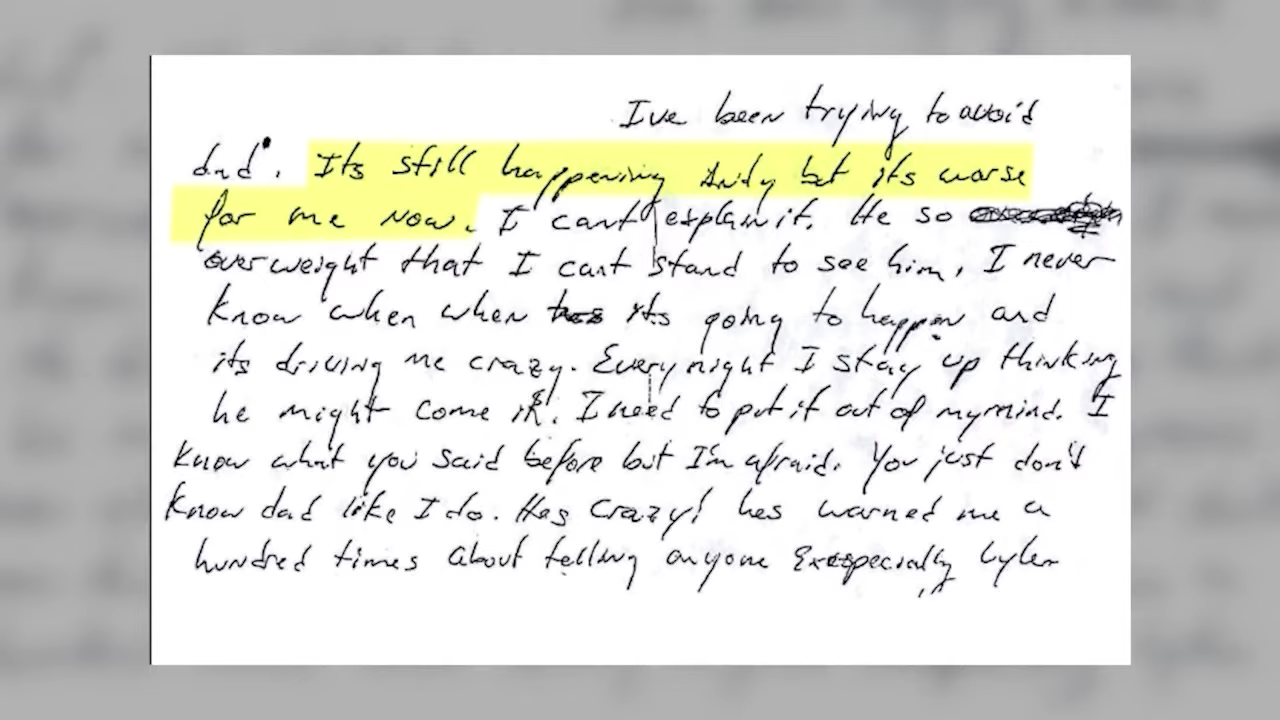 I've been trying to avoid
dad. Its still happening Andy but its worse
for me now. I cant explain it. He so
overweight that I cant stand to see him. I never
know when when its going to happen and
its driving me crazy. Every night I stay up thinking
he might come in. I need to put it out of my mind. I
know what you said before but I'm afraid. You just don't
know dad like I do. Hes crazy! hes warned me a
hundred times about telling anyone Exespecially Lyle